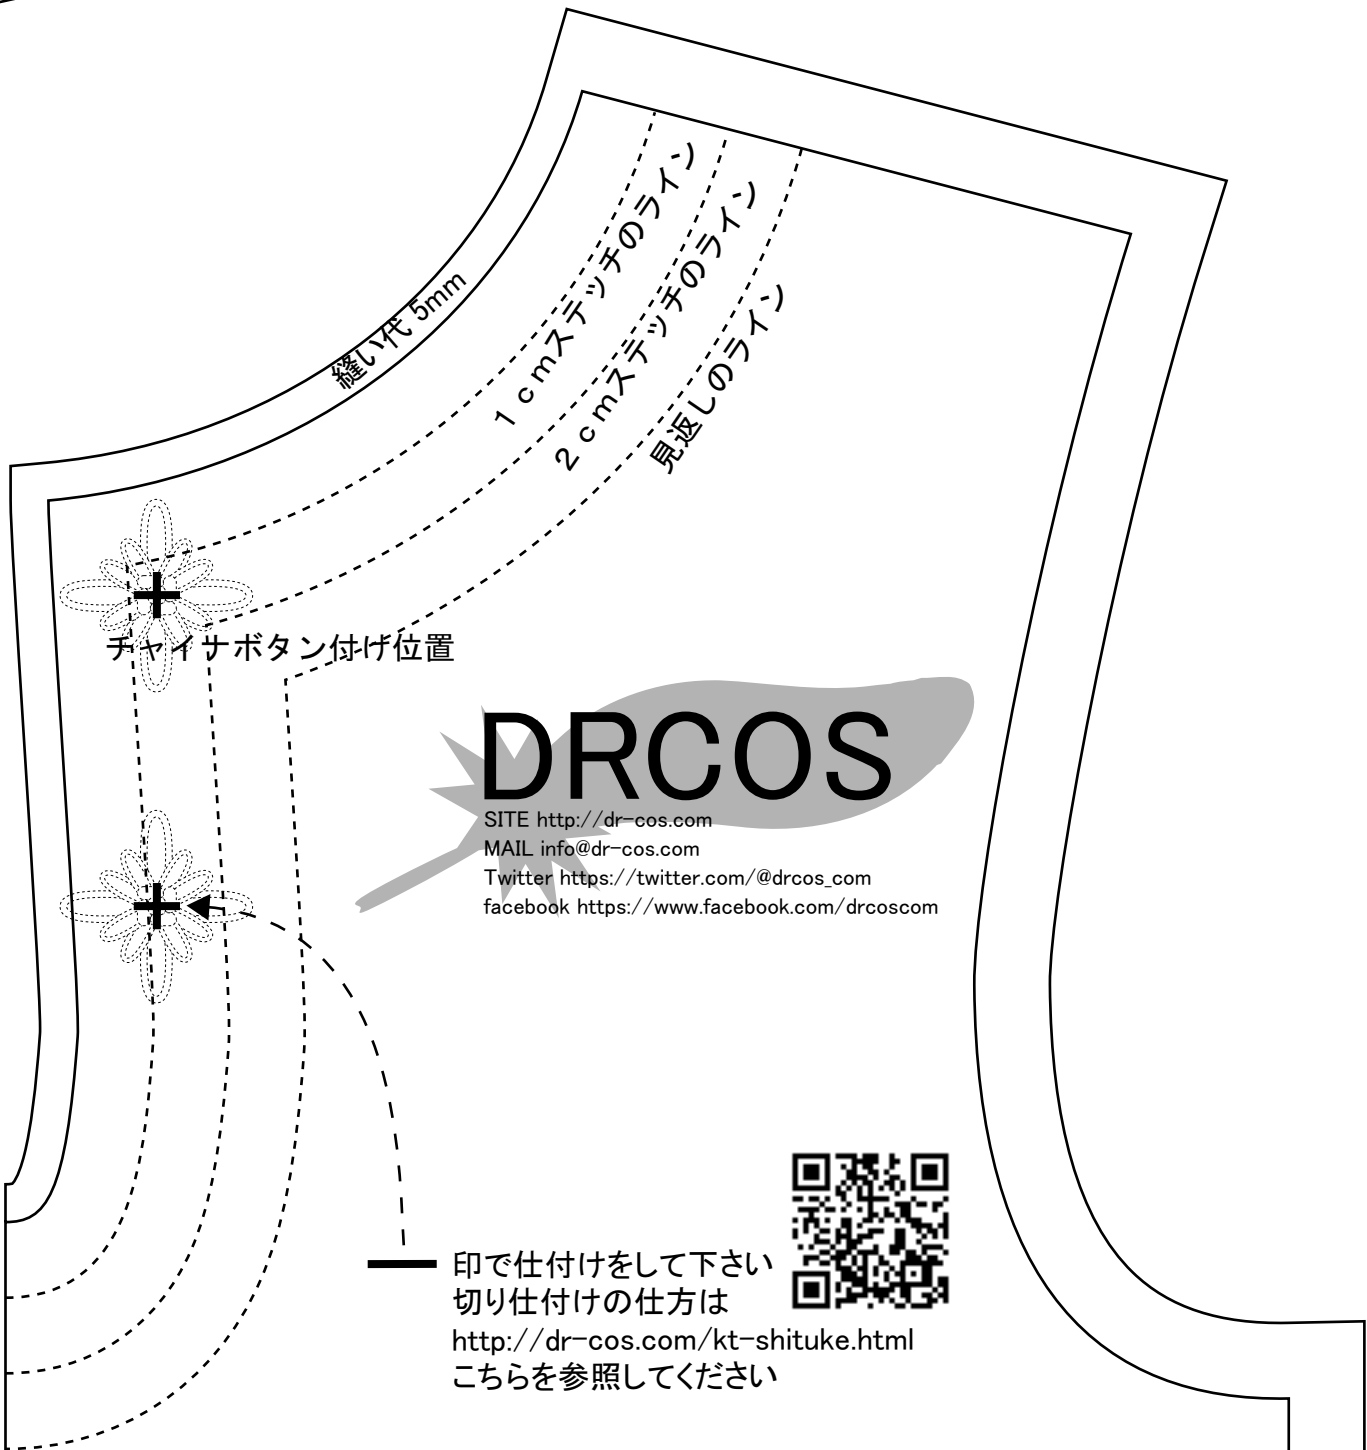 縫い代 5mm
1cmステッチのライン
2cmステッチのライン
見返しのライン
チャイナボタン付け位置
DRCOS
SITE http://dr-cos.com
MAIL info@dr-cos.com
Twitter https://twitter.com/@drcos_com
facebook https://www.facebook.com/drcoscom
印で仕付けをして下さい
切り仕付けの仕方は
http://dr-cos.com/kt-shituke.html
こちらを参照してください